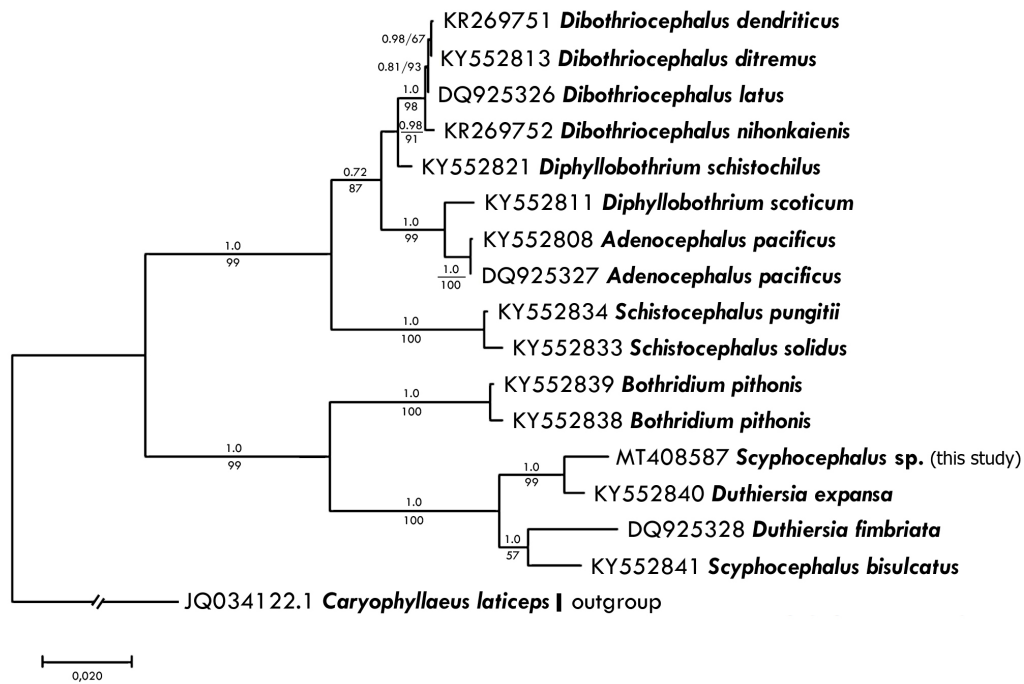 KR269751 Dibothriocephalus dendriticus
0.98/67
KY552813 Dibothriocephalus ditremus
0.81/93
1.0
98
DQ925326 Dibothriocephalus latus
0.98
91
KR269752 Dibothriocephalus nihonkaienis
KY552821 Diphyllobothrium schistochilus
0.72
87
KY552811 Diphyllobothrium scoticum
1.0
99
KY552808 Adenocephalus pacificus
1.0
100
DQ925327 Adenocephalus pacificus
1.0
99
KY552834 Schistocephalus pungitii
1.0
100
KY552833 Schistocephalus solidus
KY552839 Bothridium pithonis
1.0
100
KY552838 Bothridium pithonis
1.0
99
MT408587 Scyphocephalus sp. (this study)
1.0
99
KY552840 Duthiersia expansa
1.0
100
DQ925328 Duthiersia fimbriata
1.0
57
KY552841 Scyphocephalus bisulcatus
JQ034122.1 Caryophyllaeus laticeps outgroup
0,020